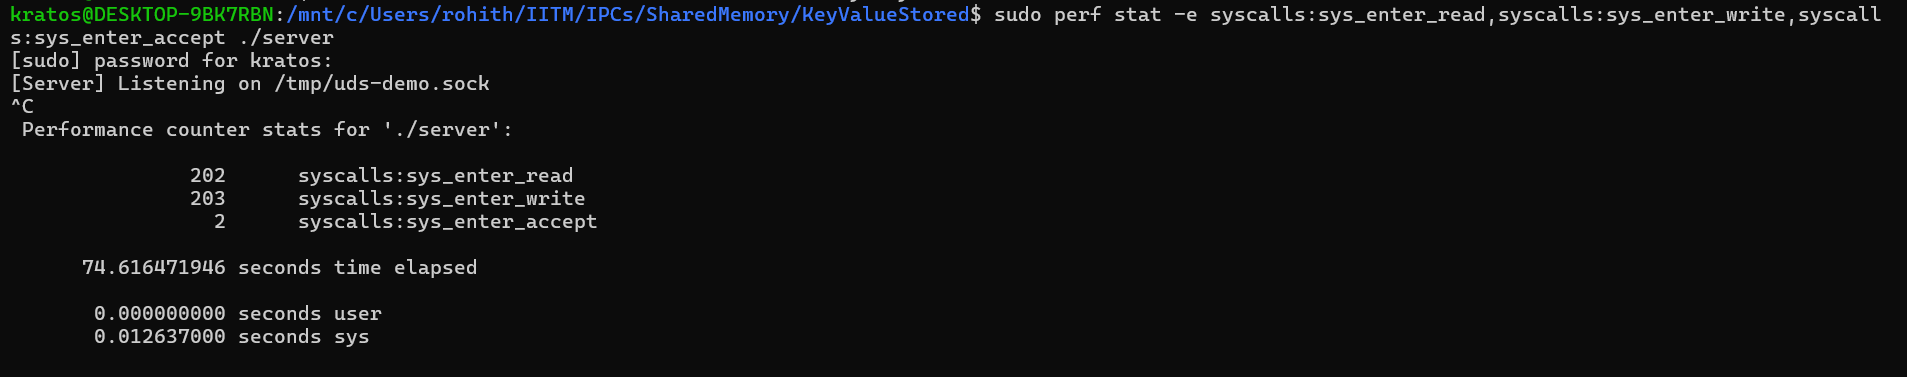 kratos@DESKTOP-9BK7RBN:/mnt/c/Users/rohith/IITM/IPCs/SharedMemory/KeyValueStored$ sudo perf stat -e syscalls:sys_enter_read,syscalls:sys_enter_write,syscall
s:sys_enter_accept ./server
[sudo] password for kratos:
[Server] Listening on /tmp/uds-demo.sock
^C
 Performance counter stats for './server':

               202      syscalls:sys_enter_read
               203      syscalls:sys_enter_write
                 2      syscalls:sys_enter_accept

      74.616471946 seconds time elapsed

       0.000000000 seconds user
       0.012637000 seconds sys